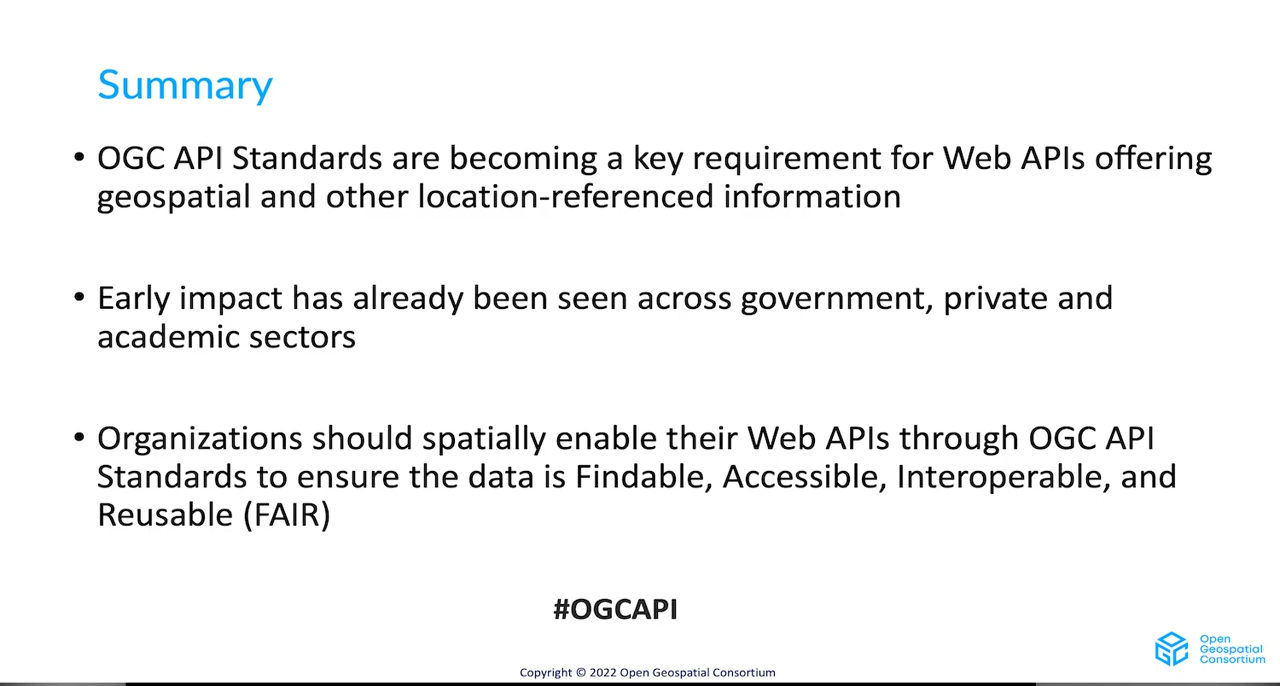 Summary
• OGC API Standards are becoming a key requirement for Web APIs offering
geospatial and other location-referenced information
• Early impact has already been seen across government, private and
academic sectors
• Organizations should spatially enable their Web APIs through OGC API
Standards to ensure the data is Findable, Accessible, Interoperable, and
Reusable (FAIR)
#OGCAPI
OGC
Open
Geospatial
Consortium
Copyright © 2022 Open Geospatial Consortium